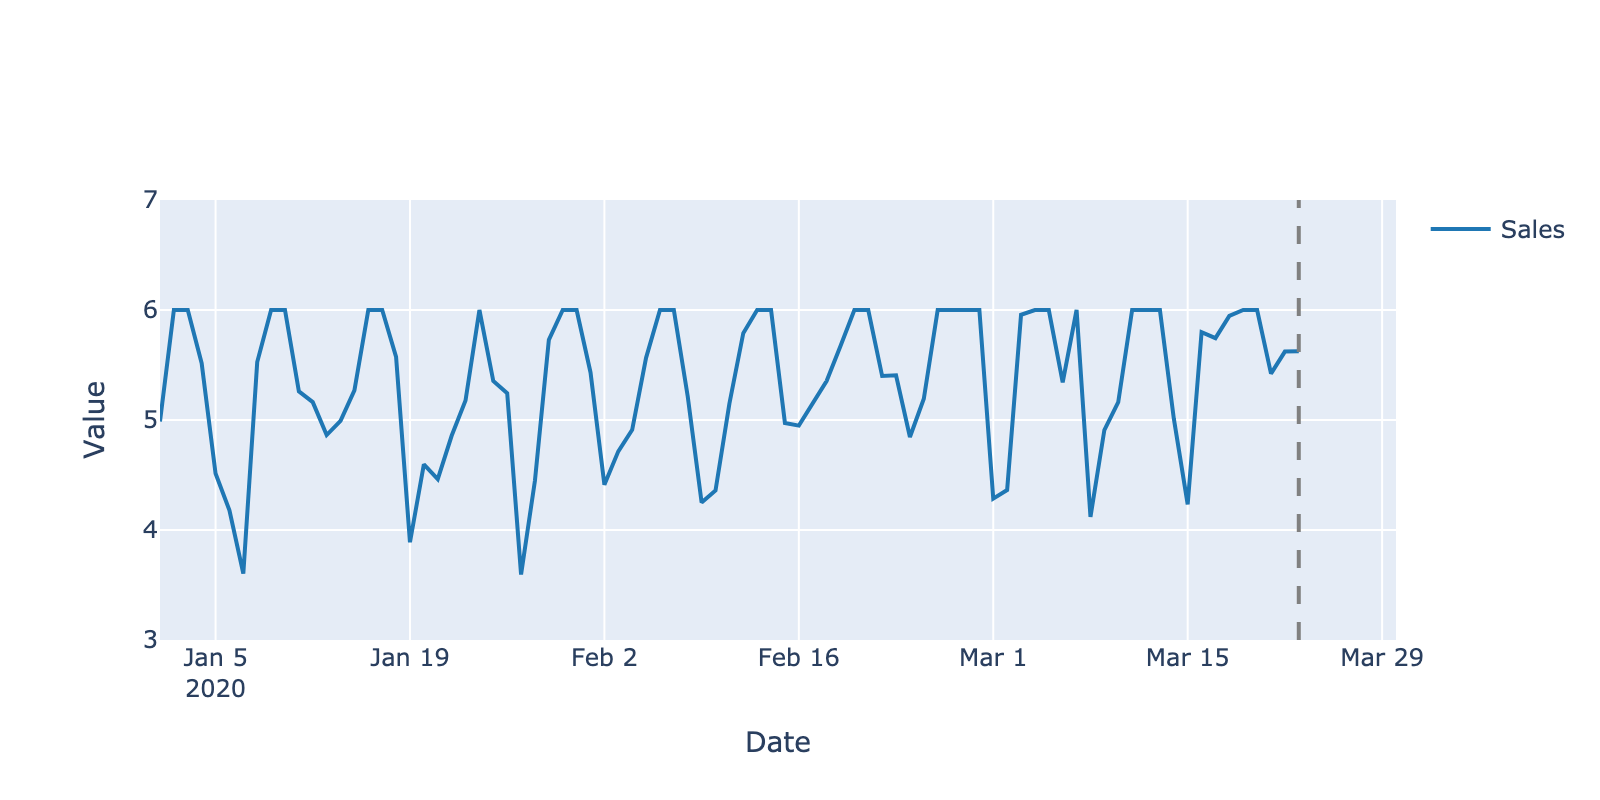 7
6
5
4
3
Value
Jan 5
2020
Jan 19
Feb 2
Feb 16
Mar 1
Mar 15
Mar 29
Date
Sales